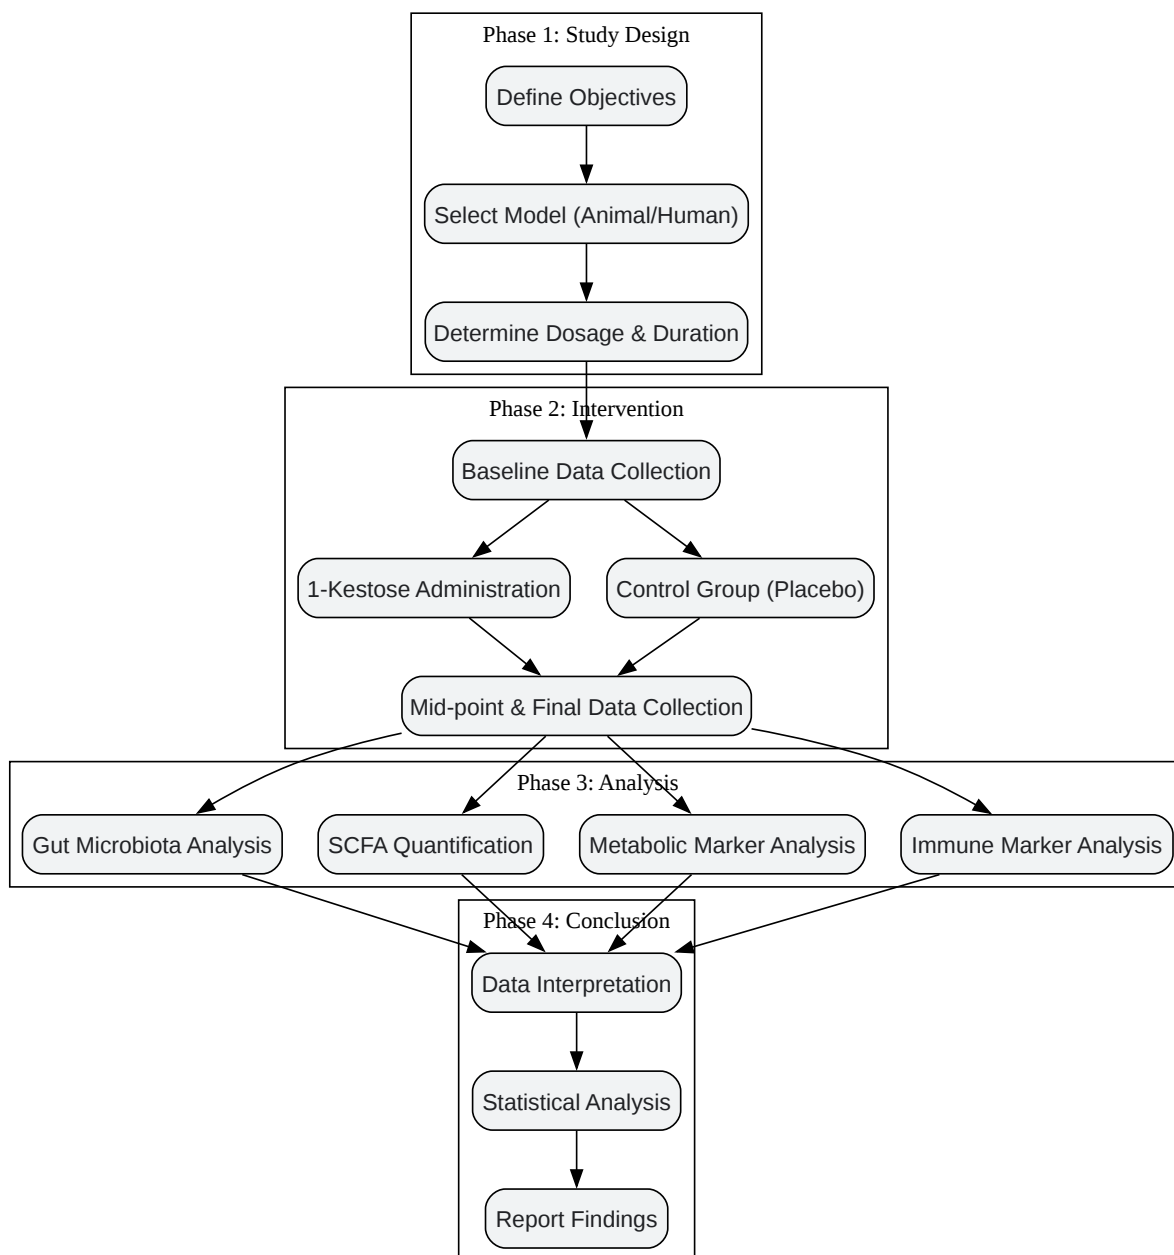 Phase 1: Study Design
Define Objectives
Select Model (Animal/Human)
Determine Dosage & Duration
Phase 2: Intervention
Baseline Data Collection
1-Kestose Administration
Control Group (Placebo)
Mid-point & Final Data Collection
Phase 3: Analysis
Gut Microbiota Analysis
SCFA Quantification
Metabolic Marker Analysis
Immune Marker Analysis
Phase 4: Conclusion
Data Interpretation
Statistical Analysis
Report Findings